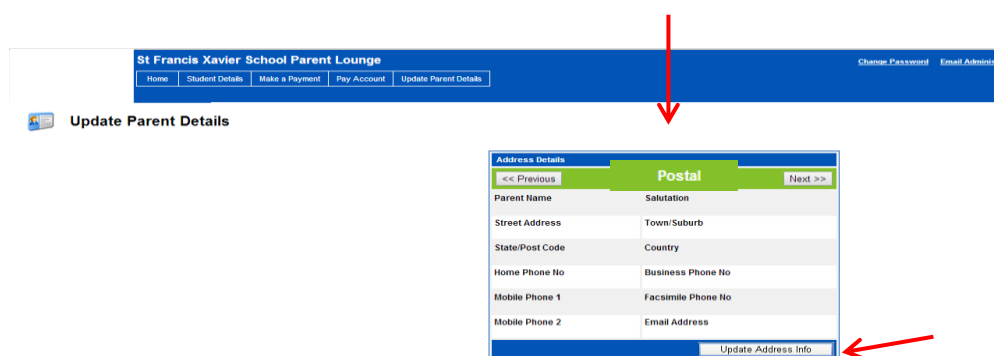 St Francis Xavier School Parent Lounge
Change Password Email Adminis
Home Student Details Make a Payment Pay Account Update Parent Details
Update Parent Details
Address Details
<< Previous Postal Next >>
Parent Name Salutation
Street Address Town/Suburb
State/Post Code Country
Home Phone No Business Phone No
Mobile Phone 1 Facsimile Phone No
Mobile Phone 2 Email Address
Update Address Info